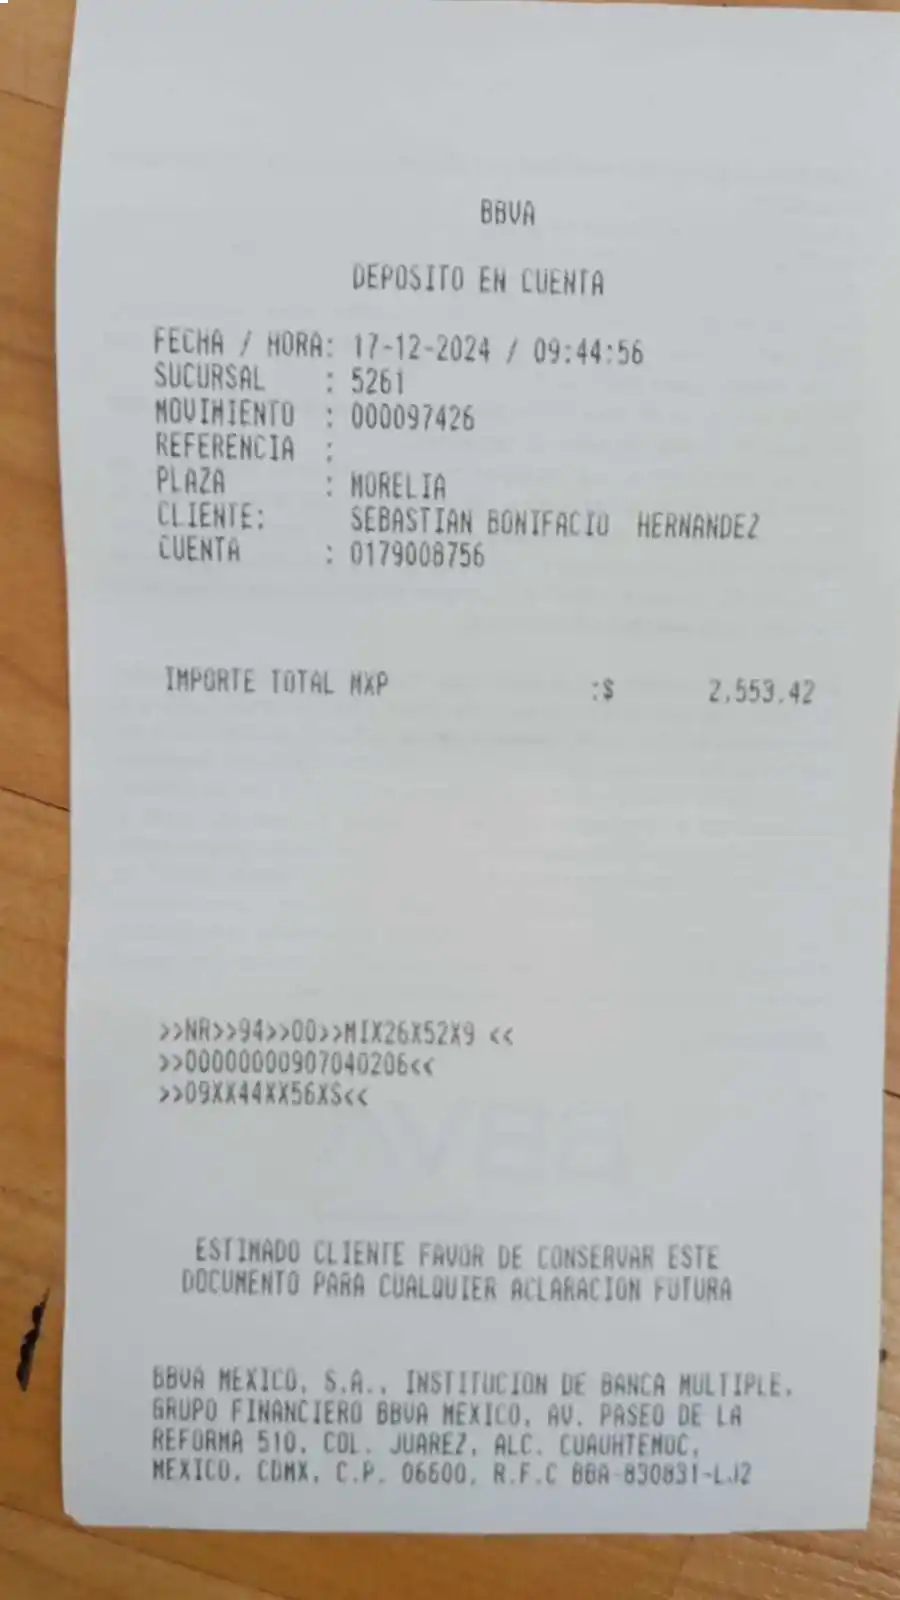 BBVA
DEPOSITO EN CUENTA
FECHA / HORA: 17-12-2024 / 09:44:56
SUCURSAL : 5261
MOVIMIENTO : 000097426
REFERENCIA :
PLAZA : MORELIA
CLIENTE: SEBASTIAN BONIFACIO HERNANDEZ
CUENTA : 0179008756
IMPORTE TOTAL MXP :$ 2,553.42
>>NR>>94>>00>>MIX26X52X9 <<
>>00000000907040206<<
>>09XX44XX56XS<<
ESTIMADO CLIENTE FAVOR DE CONSERVAR ESTE
DOCUMENTO PARA CUALQUIER ACLARACION FUTURA
BBVA MEXICO, S.A., INSTITUCION DE BANCA MULTIPLE,
GRUPO FINANCIERO BBVA MEXICO, AV. PASEO DE LA
REFORMA 510, COL. JUAREZ, ALC. CUAUHTEMOC,
MEXICO, CDMX, C.P. 06600, R.F.C BBA-830831-LJ2